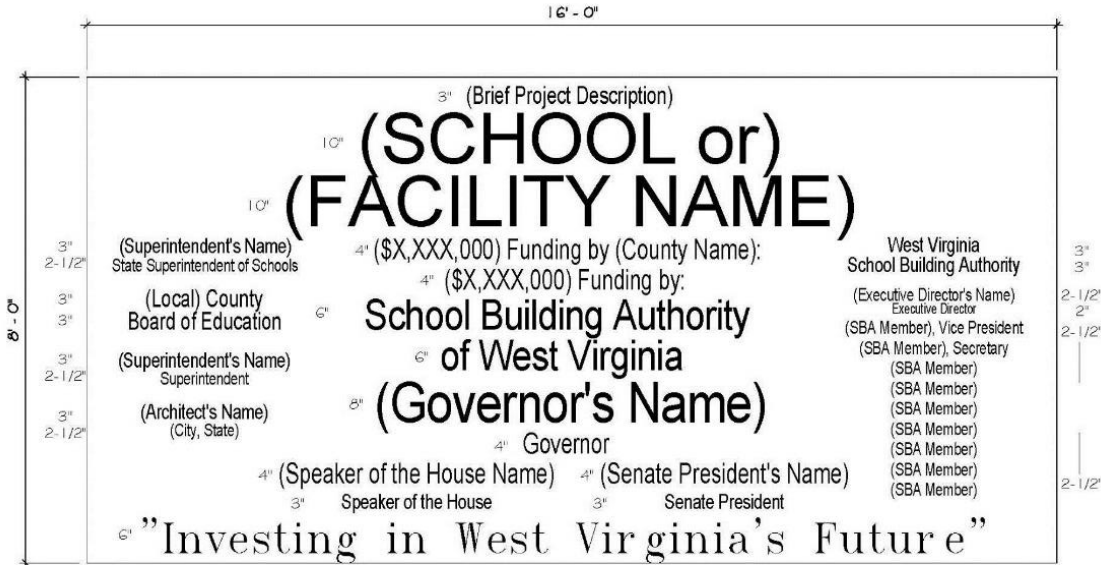 16' - 0"
8' - 0"
3" (Brief Project Description)
10" (SCHOOL or)
10" (FACILITY NAME)
3" (Superintendent's Name)
2-1/2" State Superintendent of Schools
3" (Local) County
3" Board of Education
3" (Superintendent's Name)
2-1/2" Superintendent
3" (Architect's Name)
2-1/2" (City, State)
4" ($X,XXX,000) Funding by (County Name):
4" ($X,XXX,000) Funding by:
6" School Building Authority
6" of West Virginia
8" (Governor's Name)
4" Governor
4" (Speaker of the House Name) 4" (Senate President's Name)
3" Speaker of the House 3" Senate President
West Virginia 3"
School Building Authority 3"
(Executive Director's Name) 2-1/2"
Executive Director 2"
(SBA Member), Vice President 2-1/2"
(SBA Member), Secretary
(SBA Member)
(SBA Member)
(SBA Member)
(SBA Member)
(SBA Member)
(SBA Member)
(SBA Member) 2-1/2"
6" "Investing in West Virginia's Future"